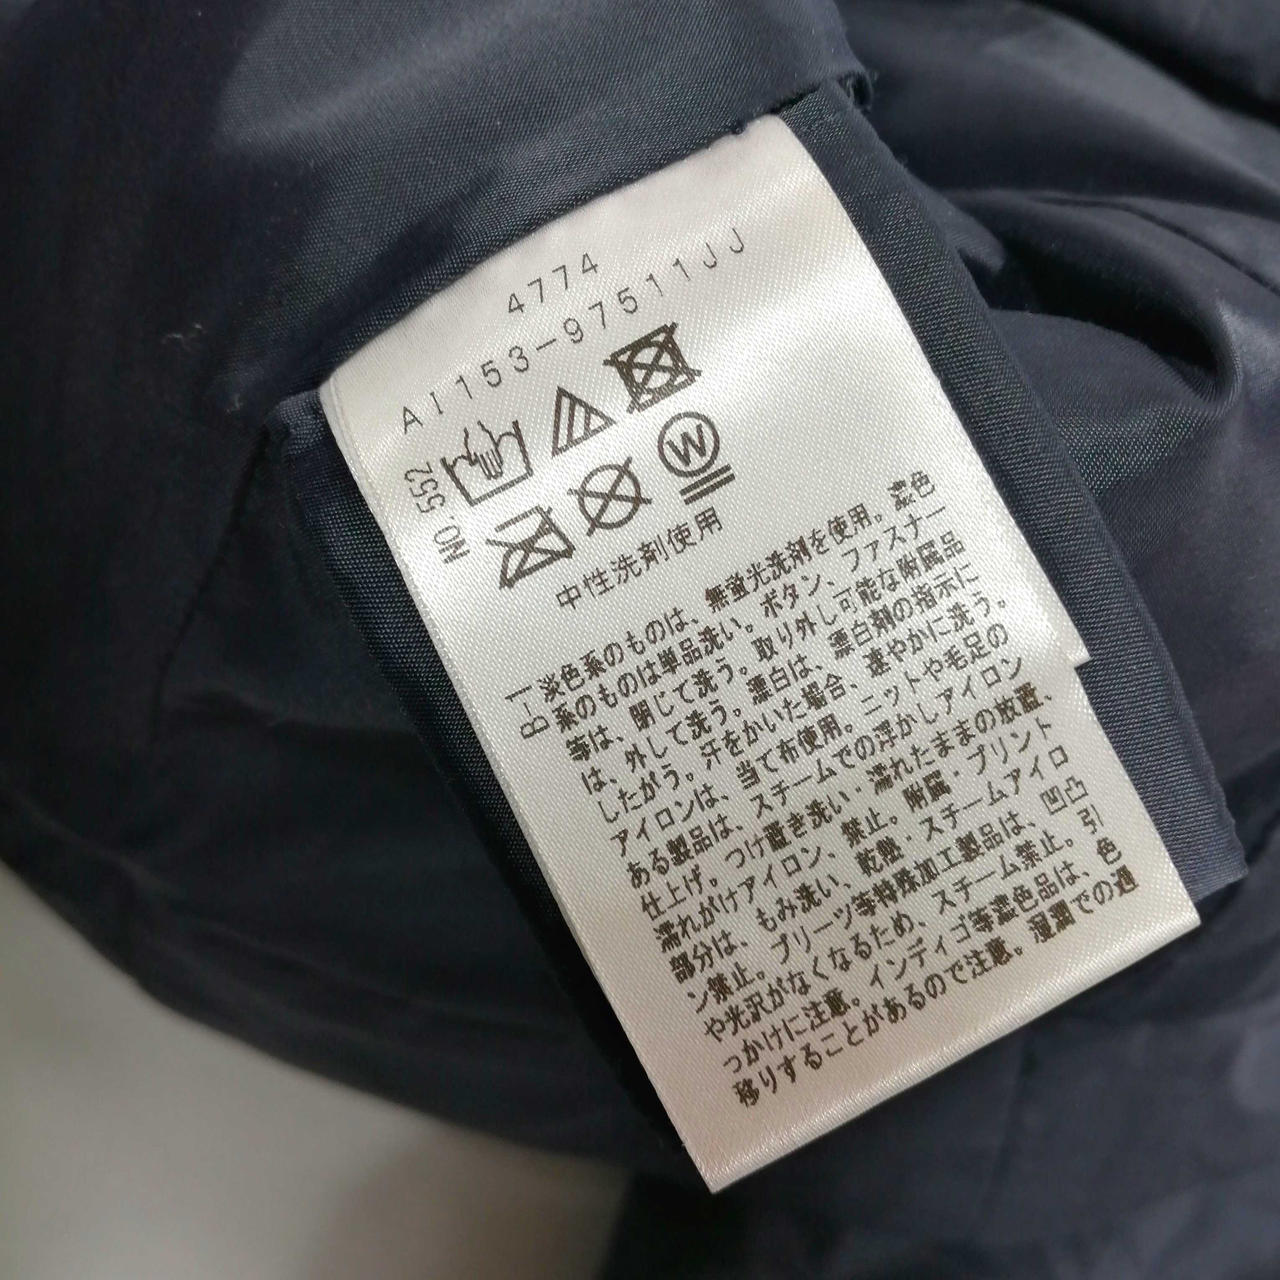 4774
AI153-97511JJ
NO.552
W
中性洗剤使用
B-1
淡色系のものは、無蛍光洗剤を使用。濃色
系のものは単品洗い。ボタン、ファスナー
等は、閉じて洗う。取り外し可能な附属品
は、外して洗う。漂白は、漂白剤の指示に
したがう。汗をかいた場合、速やかに洗う。
アイロンは、当て布使用。ニットや毛足の
ある製品は、スチームでの浮かしアイロン
仕上げ。つけ置き洗い・濡れたままの放置、
濡れがけアイロン、禁止。附属・プリント
部分は、もみ洗い、乾燥・スチームアイロ
ン禁止。プリーツ等特殊加工製品は、凹凸
や光沢がなくなるため、スチーム禁止。引
っかけに注意。インディゴ等濃色品は、色
移りすることがあるので注意。湿潤での過